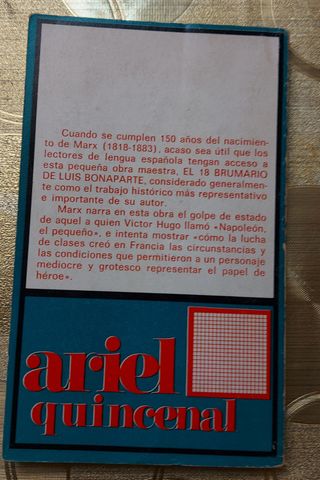 Cuando se cumplen 150 años del nacimien-
to de Marx (1818-1883), acaso sea útil que los
lectores de lengua española tengan acceso a
esta pequeña obra maestra, EL 18 BRUMARIO
DE LUIS BONAPARTE, considerado generalmen-
te como el trabajo histórico más representativo
e importante de su autor.
Marx narra en esta obra el golpe de estado
de aquel a quien Victor Hugo llamó «Napoleón,
el pequeño», e intenta mostrar «cómo la lucha
de clases creó en Francia las circunstancias y
las condiciones que permitieron a un personaje
mediocre y grotesco representar el papel de
héroe».
ariel
quincenal